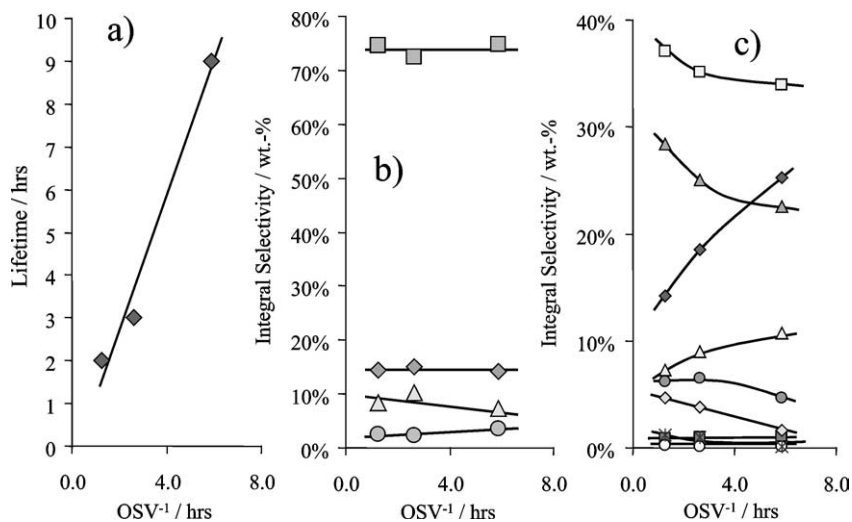 a)
Lifetime / hrs
10
9
8
7
6
5
4
3
2
1
0
0.0 4.0 8.0
OSV⁻¹ / hrs
b)
Integral Selectivity / wt.-%
80%
70%
60%
50%
40%
30%
20%
10%
0%
0.0 4.0 8.0
OSV⁻¹ / hrs
c)
Integral Selectivity / wt.-%
40%
30%
20%
10%
0%
0.0 4.0 8.0
OSV⁻¹ / hrs